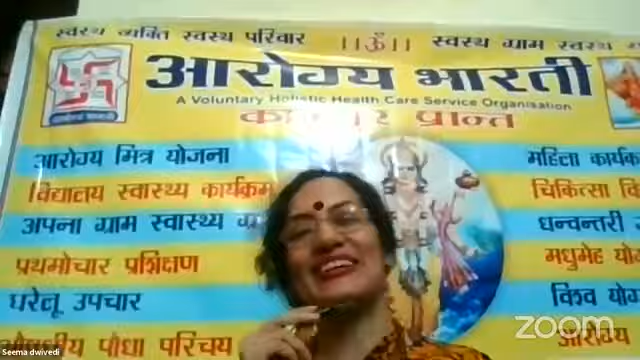 स्वस्थ व्यक्ति स्वस्थ परिवार ||ॐ|| स्वस्थ ग्राम स्वस्थ
आरोग्य भारती
A Voluntary Holistic Health Care Service Organisation
प्रान्त
आरोग्य मित्र योजना
विद्यालय स्वास्थ्य कार्यक्रम
अपना ग्राम स्वास्थ्य
प्रथमोचार प्रशिक्षण
घरेलू उपचार
पौधा परिचय
महिला
चिकित्सा
धन्वन्तरी
मधुमेह
विश्व
आरोग्य
zoom
Seema dwivedi